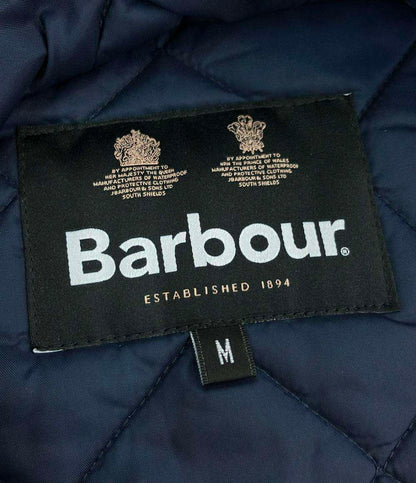 BY APPOINTMENT TO
HER MAJESTY THE QUEEN
MANUFACTURERS OF WATERPROOF
AND PROTECTIVE CLOTHING
J BARBOUR & SONS LTD
SOUTH SHIELDS
BY APPOINTMENT TO
HRH THE PRINCE OF WALES
MANUFACTURERS OF WATERPROOF
AND PROTECTIVE CLOTHING
J BARBOUR & SONS LTD
SOUTH SHIELDS
Barbour®
ESTABLISHED 1894
M